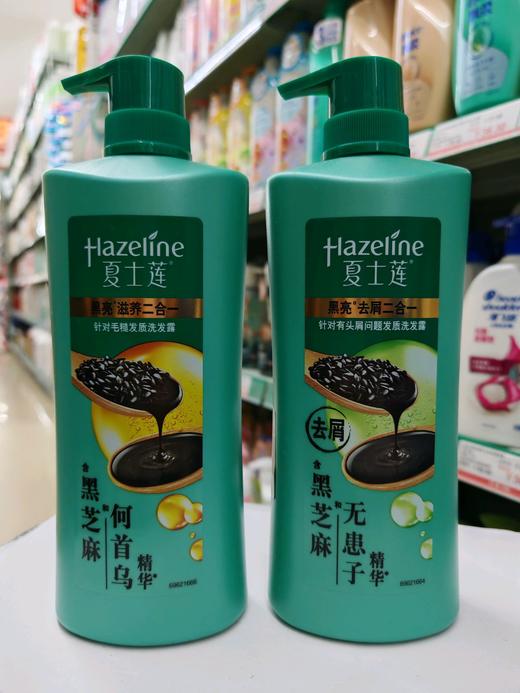 Hazeline
夏士莲®
黑亮°滋养二合一
针对毛糙发质洗发露
含
黑芝麻
和
何首乌
精华*
69621666
Hazeline
夏士莲®
黑亮°去屑二合一
针对有头屑问题发质洗发露
去屑
含
黑芝麻
和
无患子
精华*
69621664